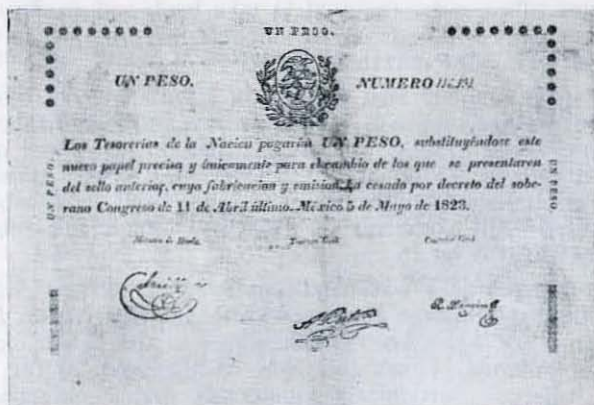 UN PESO.
UN PESO. NUMERO
Las Tesorerias de la Nacion pagarán UN PESO, substituyéndose este
nuevo papel precisa y únicamente para el cambio de los que se presentaren
del sello anterior, cuya fabricacion y emision ha cesado por decreto del sobe-
rano Congreso de 11 de Abril último. México 5 de Mayo de 1823.
UN PESO
UN PESO